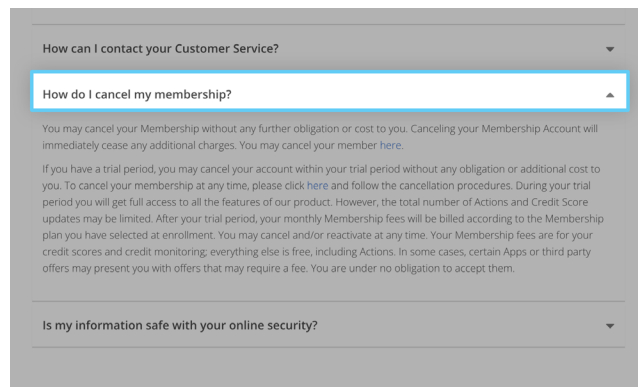 How can I contact your Customer Service?
How do I cancel my membership?
You may cancel your Membership without any further obligation or cost to you. Canceling your Membership Account will
immediately cease any additional charges. You may cancel your member here.
If you have a trial period, you may cancel your account within your trial period without any obligation or additional cost to
you. To cancel your membership at any time, please click here and follow the cancellation procedures. During your trial
period you will get full access to all the features of our product. However, the total number of Actions and Credit Score
updates may be limited. After your trial period, your monthly Membership fees will be billed according to the Membership
plan you have selected at enrollment. You may cancel and/or reactivate at any time. Your Membership fees are for your
credit scores and credit monitoring; everything else is free, including Actions. In some cases, certain Apps or third party
offers may present you with offers that may require a fee. You are under no obligation to accept them.
Is my information safe with your online security?